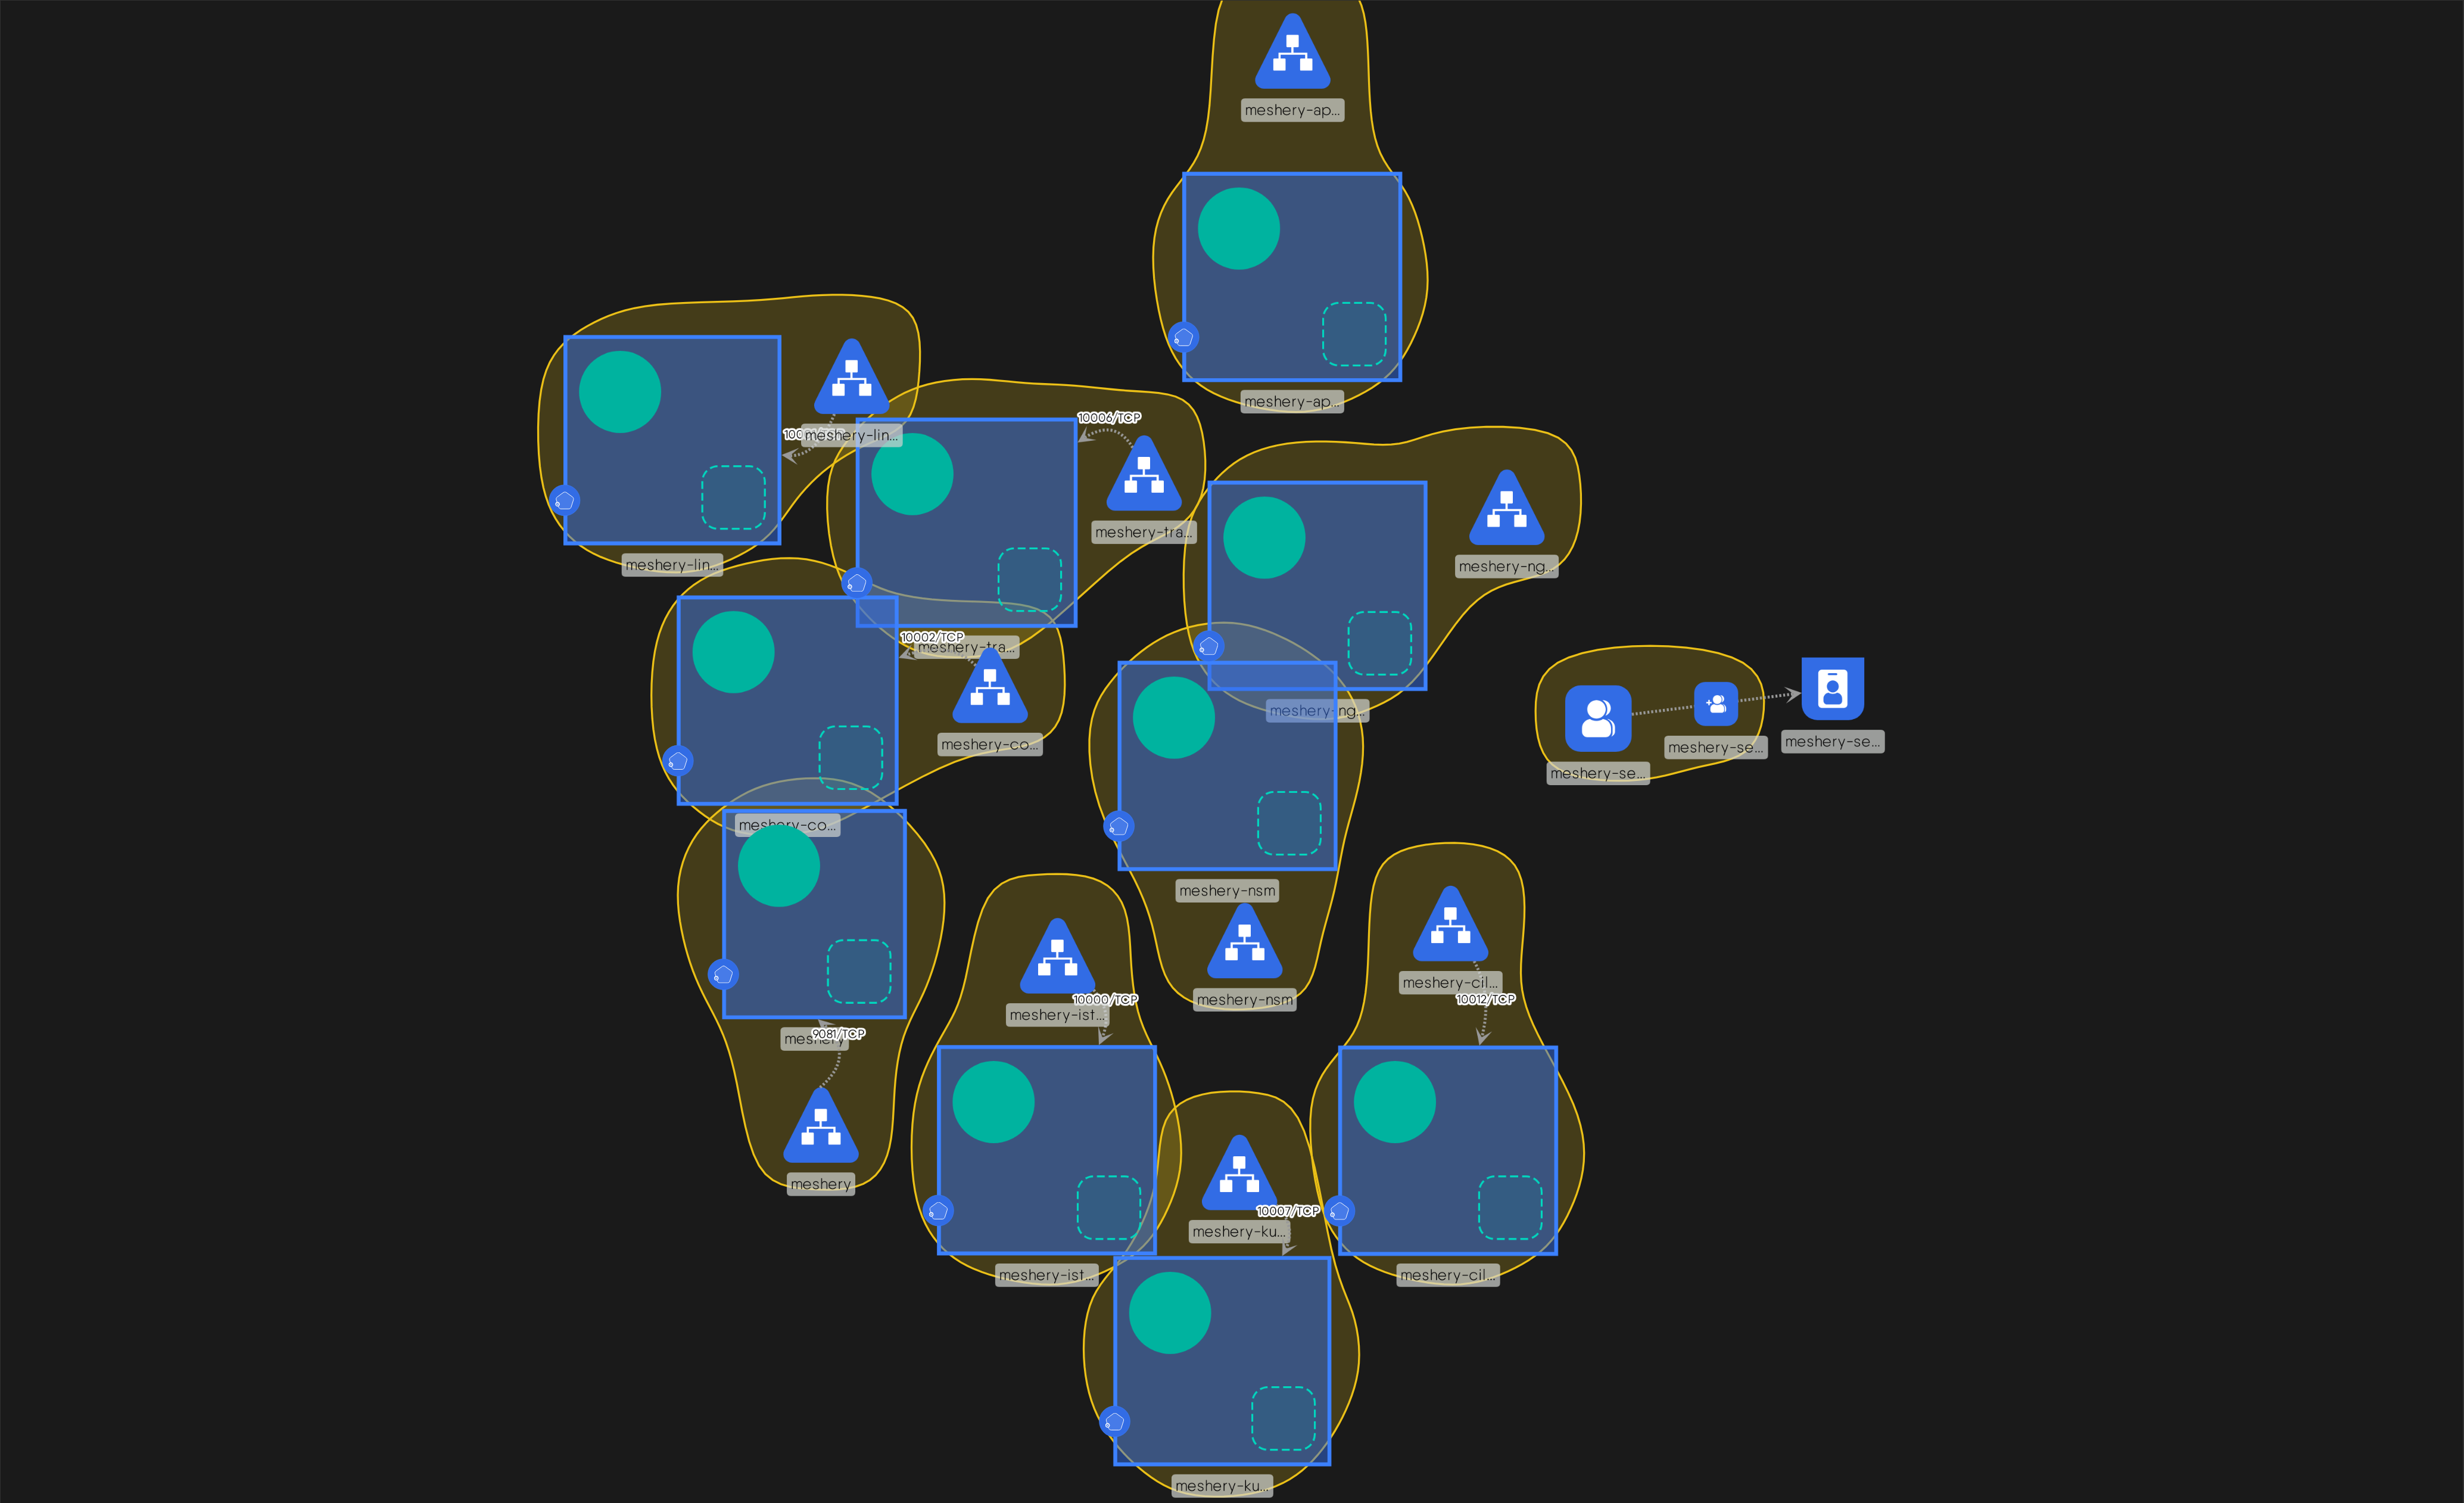 meshery-ap...
meshery-ap...
10006/TCP
meshery-lin...
meshery-tra...
meshery-lin...
meshery-ng...
10002/TCP
meshery-tra...
meshery-ng...
meshery-co...
meshery-se...
meshery-se...
meshery-se...
meshery-co...
meshery-nsm
meshery-cil...
10000/TCP
meshery-nsm
10012/TCP
meshery-ist...
9081/TCP
meshery
meshery
10007/TCP
meshery-ku...
meshery-ist...
meshery-cil...
meshery-ku...